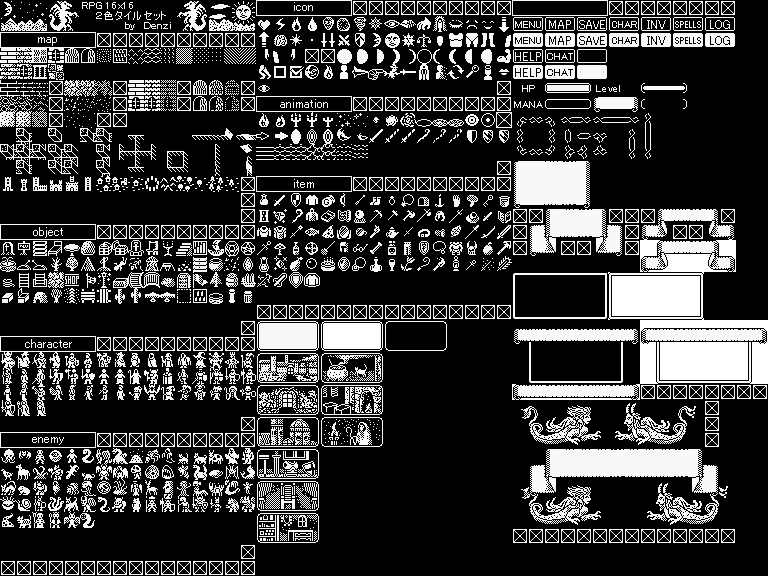 RPG16x16
2色タイルセット
by Denzi
map
object
character
enemy
icon
animation
item
MENU MAP SAVE CHAR INV SPELLS LOG
MENU MAP SAVE CHAR INV SPELLS LOG
HELP CHAT
HELP CHAT
HP Level
MANA